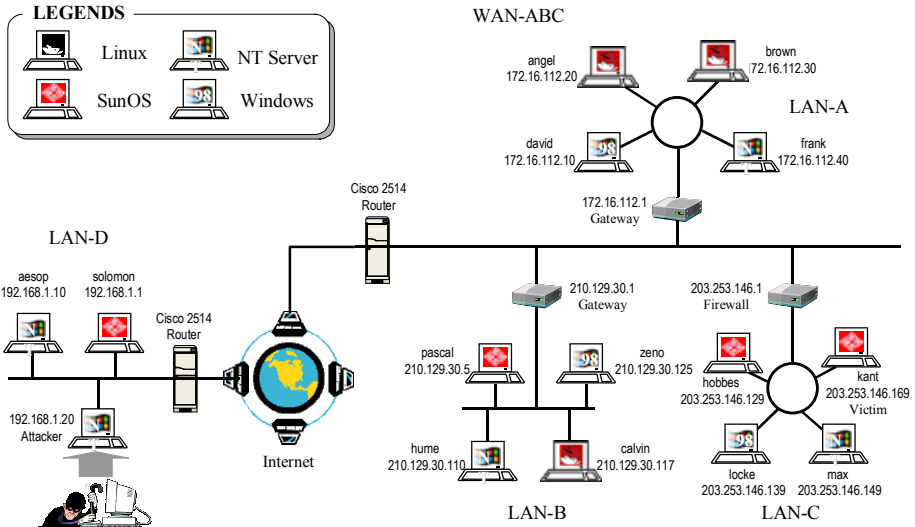 LEGENDS
Linux
NT Server
SunOS
98
Windows
WAN-ABC
angel
172.16.112.20
brown
172.16.112.30
LAN-A
david
172.16.112.10
98
frank
172.16.112.40
172.16.112.1
Gateway
Cisco 2514
Router
LAN-D
aesop
192.168.1.10
solomon
192.168.1.1
Cisco 2514
Router
192.168.1.20
Attacker
Internet
210.129.30.1
Gateway
203.253.146.1
Firewall
pascal
210.129.30.5
98
zeno
210.129.30.125
hume
210.129.30.110
calvin
210.129.30.117
LAN-B
hobbes
203.253.146.129
kant
203.253.146.169
Victim
98
locke
203.253.146.139
max
203.253.146.149
LAN-C